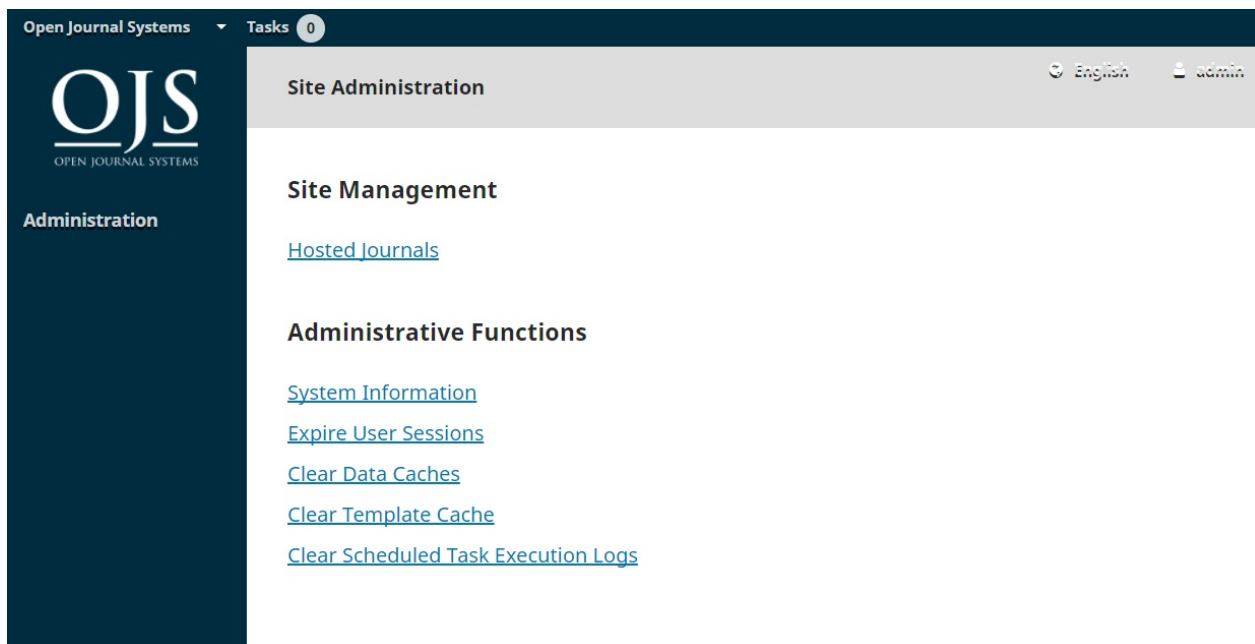 Open Journal Systems Tasks 0
English admin
OJS
OPEN JOURNAL SYSTEMS
Administration
Site Administration
Site Management
Hosted Journals
Administrative Functions
System Information
Expire User Sessions
Clear Data Caches
Clear Template Cache
Clear Scheduled Task Execution Logs